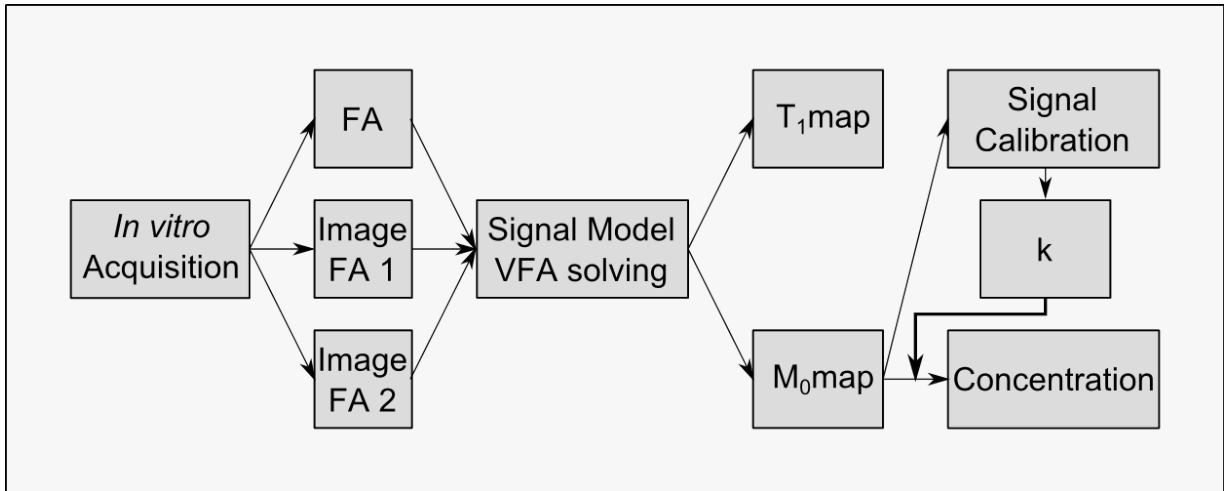 In vitro
Acquisition
FA
Image
FA 1
Image
FA 2
Signal Model
VFA solving
T₁map
M₀map
Signal
Calibration
k
Concentration